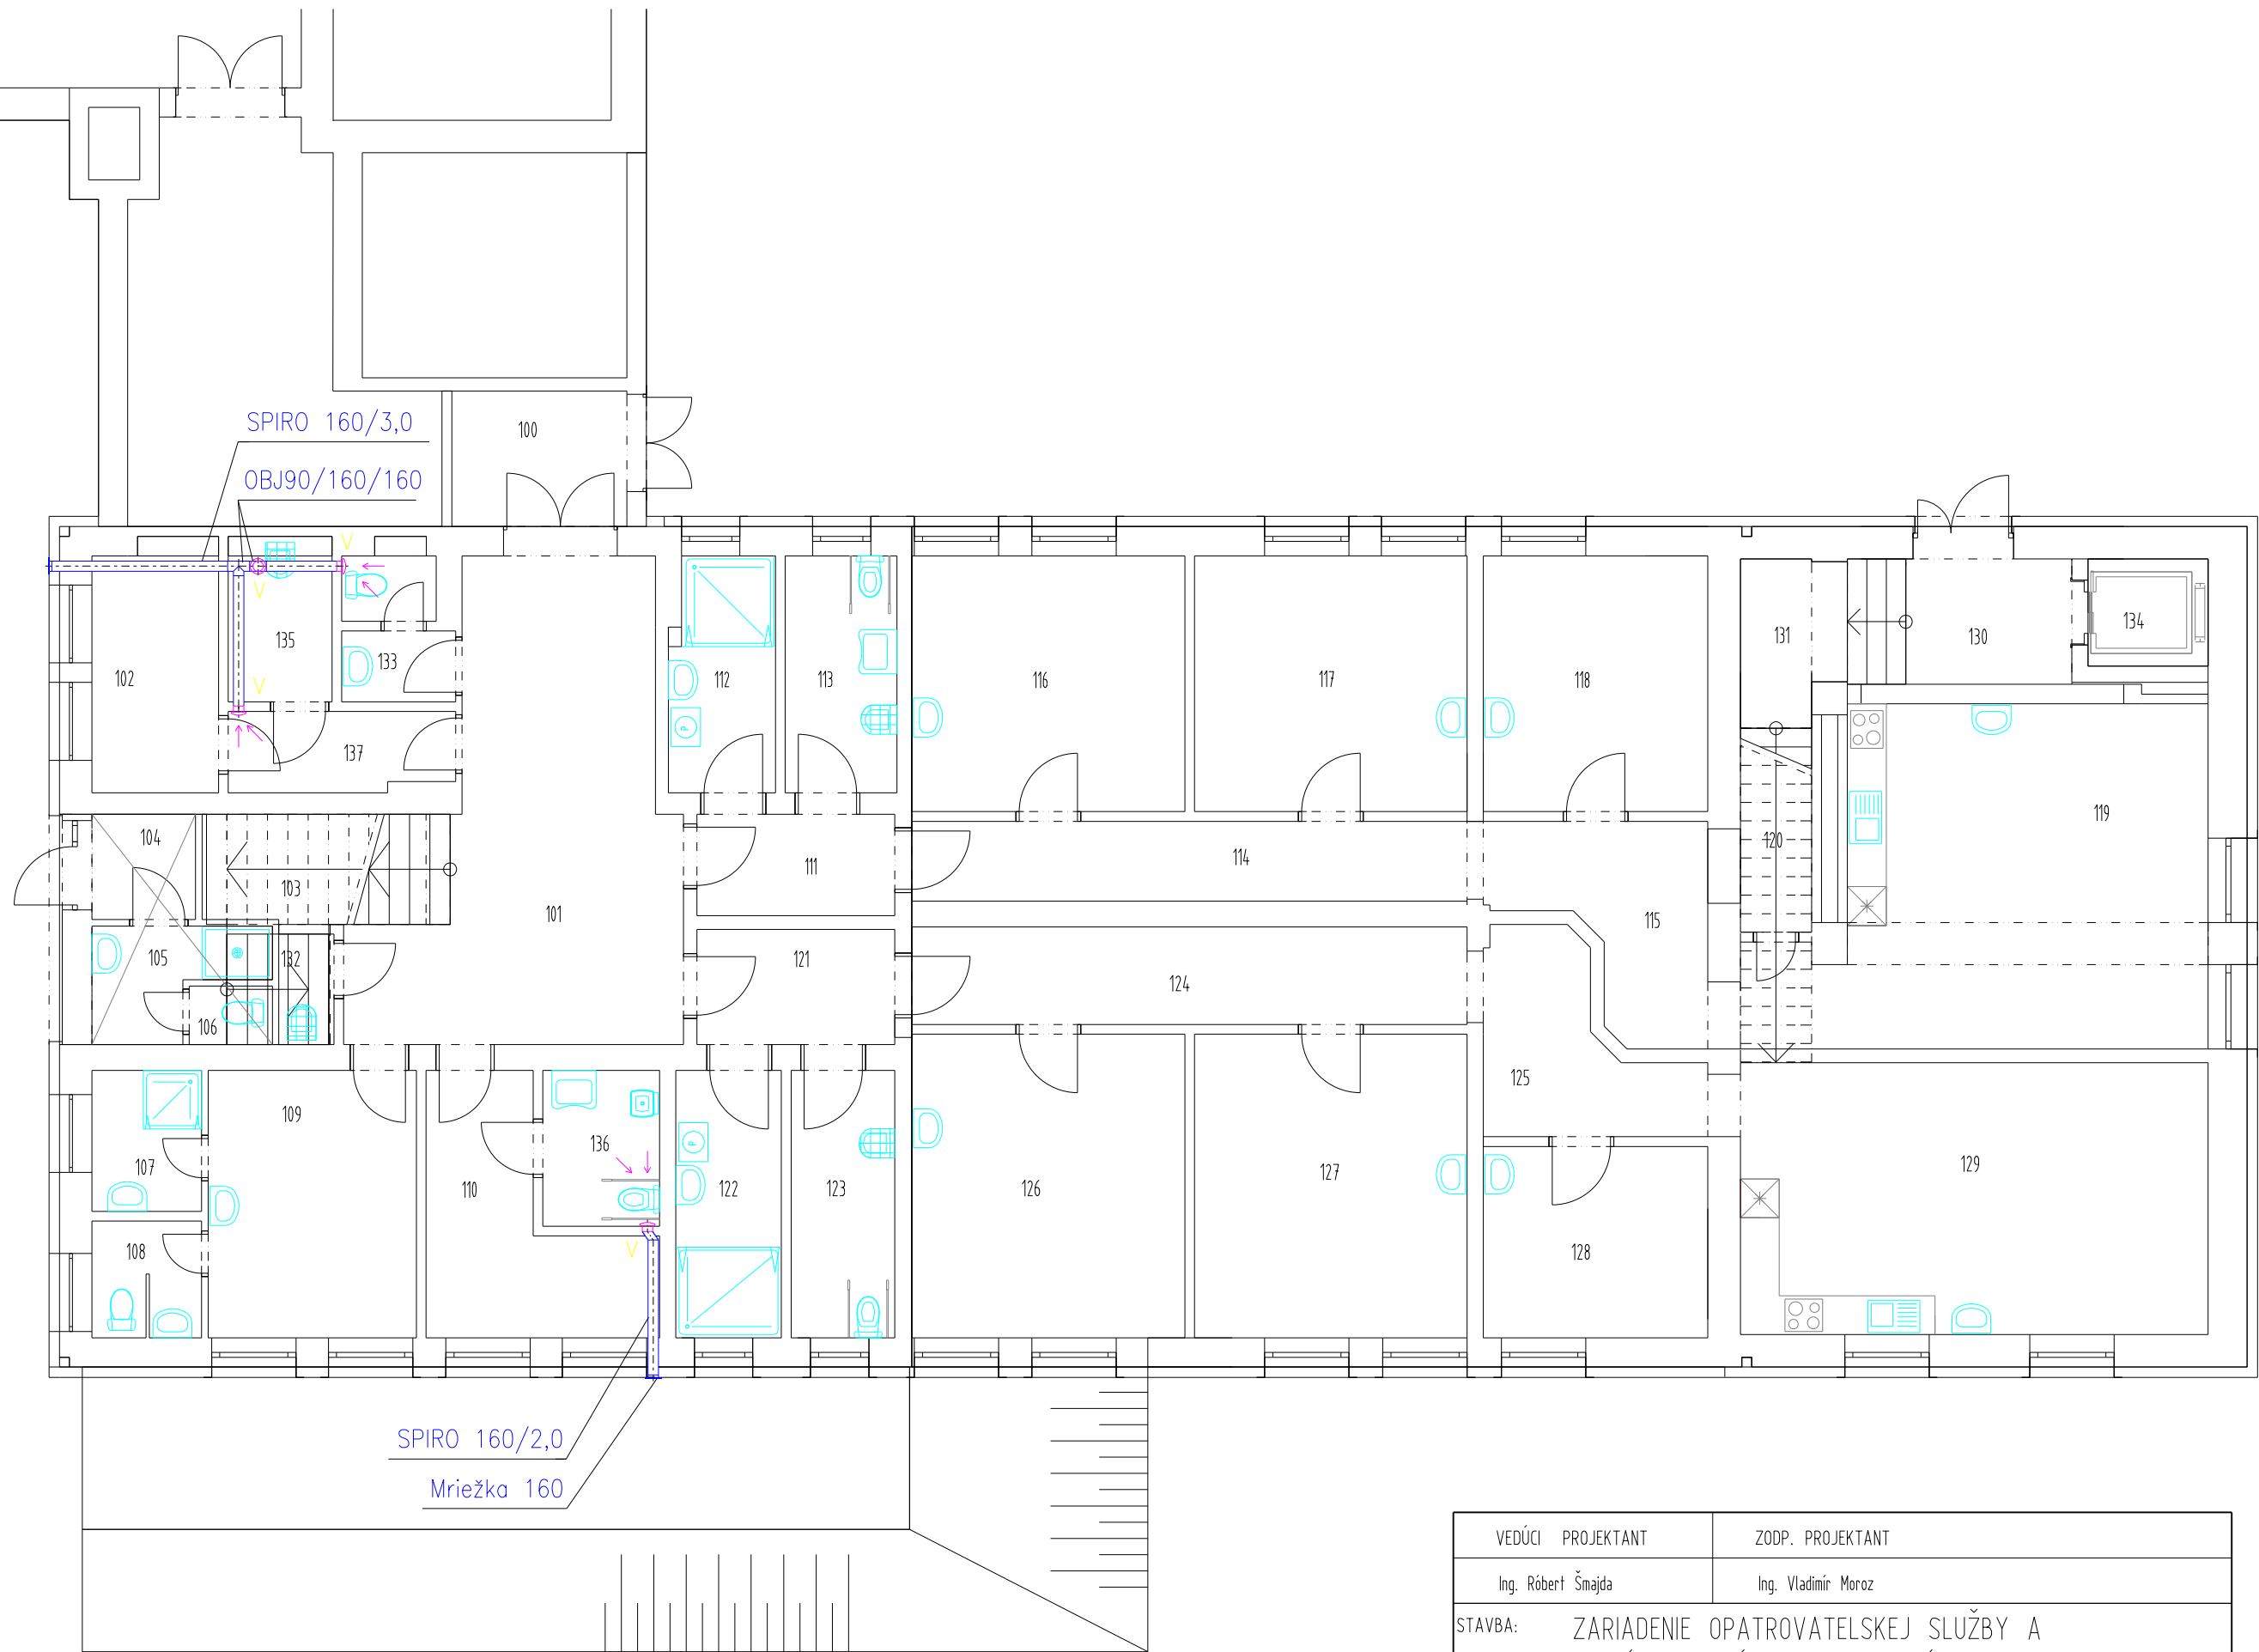 SPIRO 160/3,0
100
OBJ90/160/160
V
V
135
131
130
134
133
102
V
112
113
116
117
118
137
119
104
120
114
111
103
101
115
105
132
121
124
106
125
109
136
107
129
110
122
123
126
127
108
V
128
P
P
SPIRO 160/2,0
Mriežka 160
VEDÚCI PROJEKTANT
ZODP. PROJEKTANT
Ing. Róbert Šmajda
Ing. Vladimír Moroz
STAVBA: ZARIADENIE OPATROVATELSKEJ SLUŽBY A